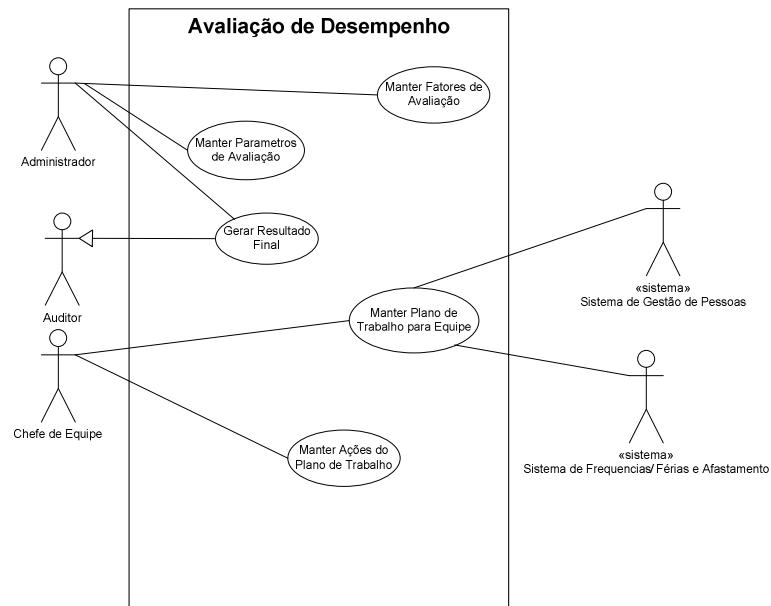 Avaliação de Desempenho
Manter Fatores de
Avaliação
Administrador
Manter Parametros
de Avaliação
Gerar Resultado
Final
Auditor
«sistema»
Sistema de Gestão de Pessoas
Manter Plano de
Trabalho para Equipe
Chefe de Equipe
Manter Ações do
Plano de Trabalho
«sistema»
Sistema de Frequencias/ Férias e Afastamento